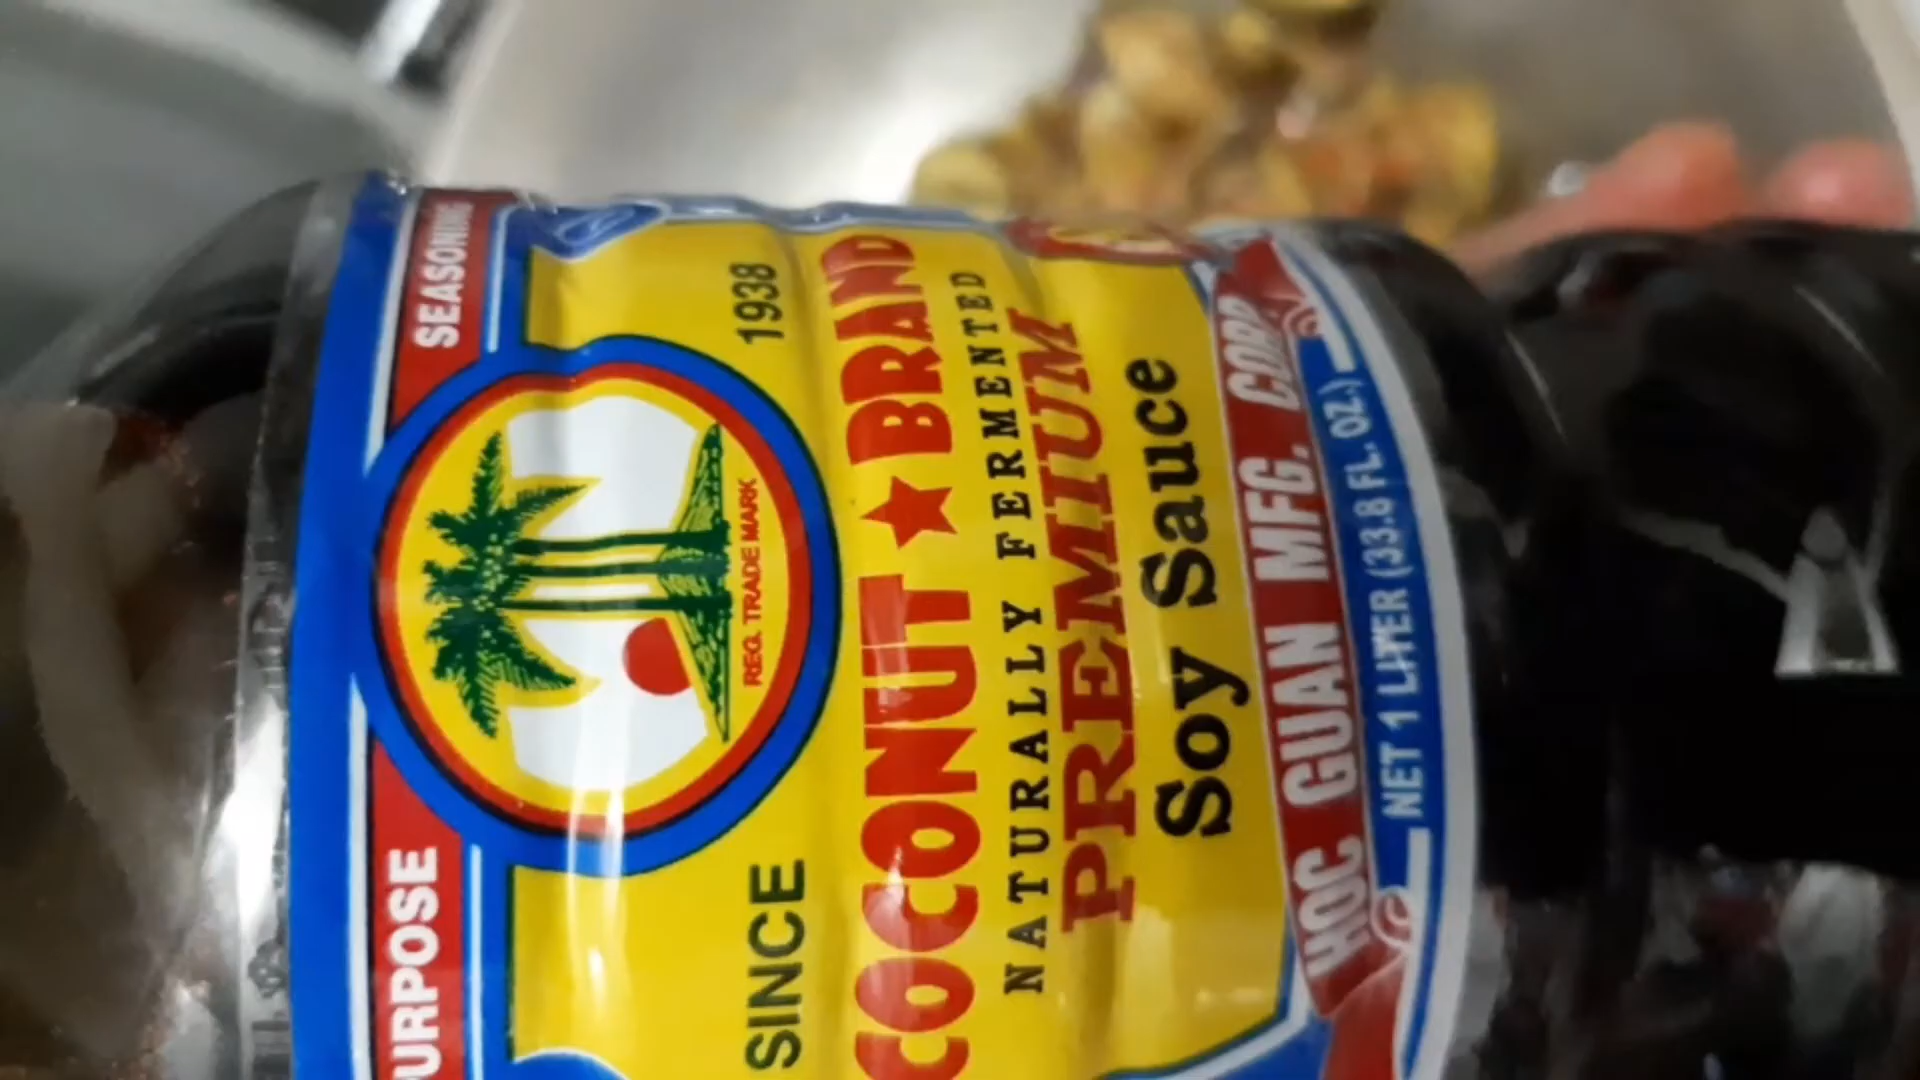 URPOSE SEASONING
REG. TRADE MARK
SINCE 1938
COCONUT BRAND
NATURALLY FERMENTED
PREMIUM
Soy Sauce
HOC GUAN MFG. CORP.
NET 1 LITER (33.8 FL. OZ.)